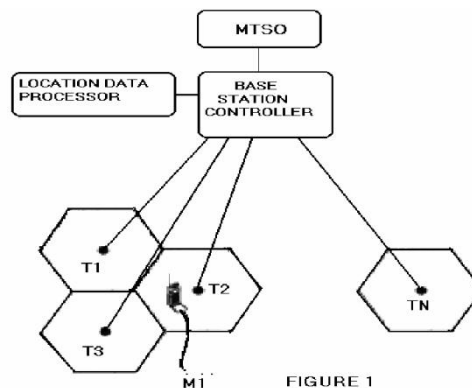 MTSO
LOCATION DATA
PROCESSOR
BASE
STATION
CONTROLLER
T1
T2
T3
TN
M1
FIGURE 1